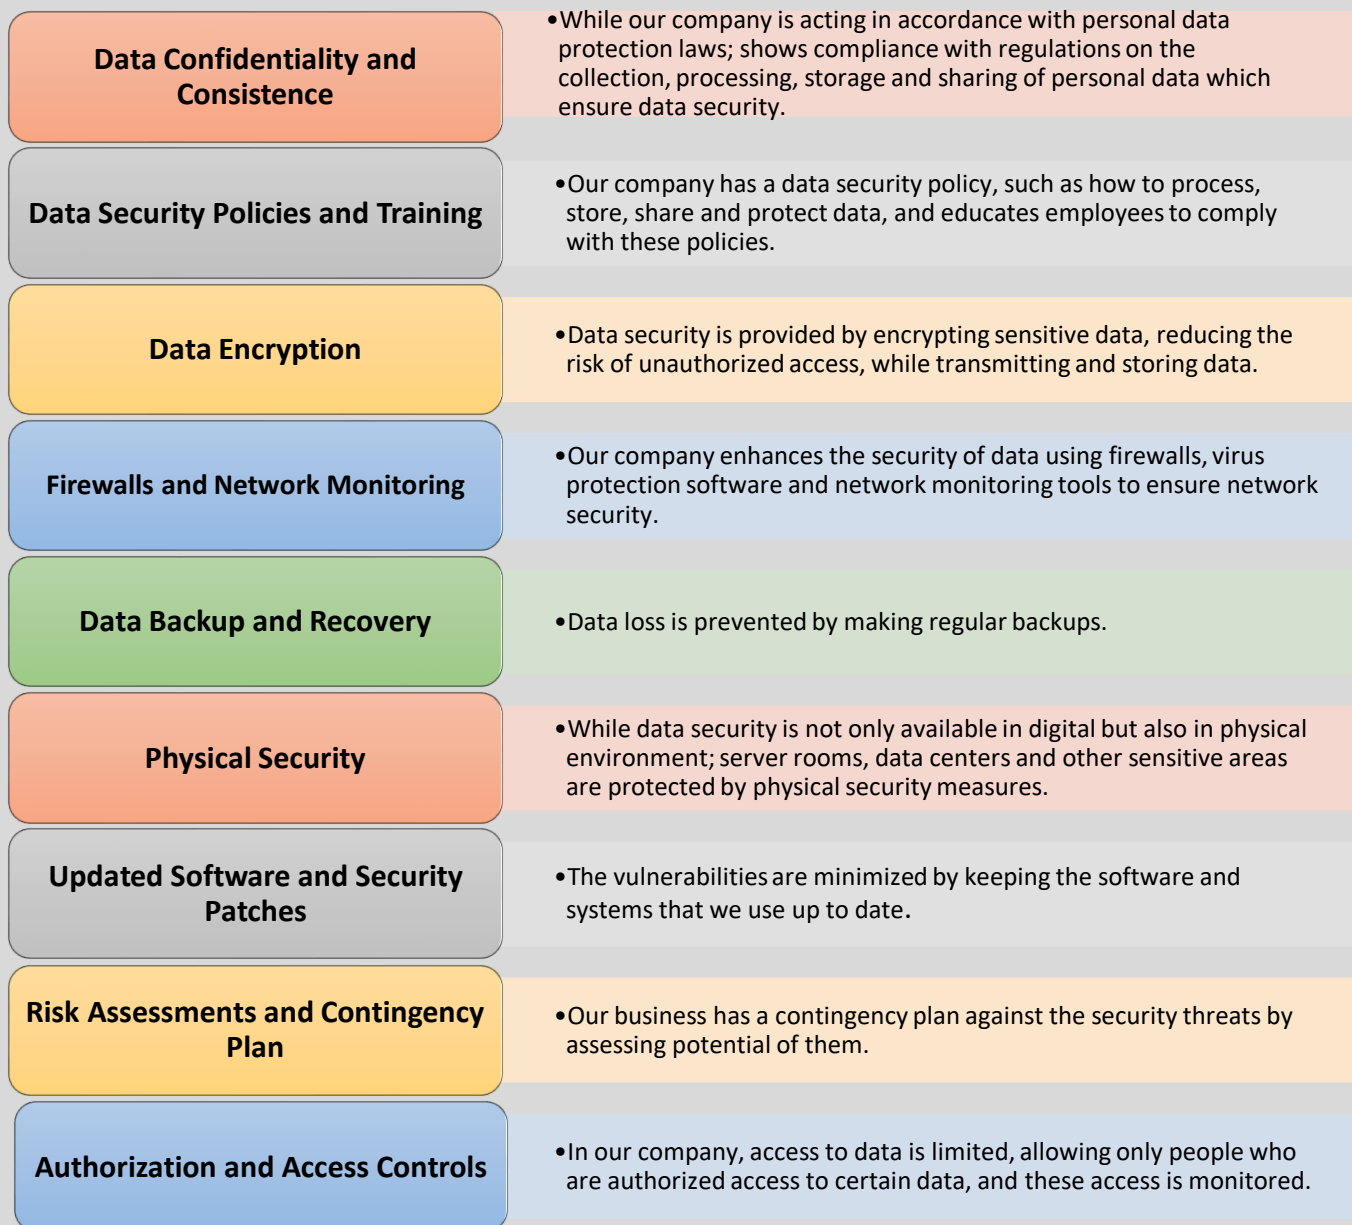 Data Confidentiality and
Consistence
•While our company is acting in accordance with personal data
protection laws; shows compliance with regulations on the
collection, processing, storage and sharing of personal data which
ensure data security.
Data Security Policies and Training
•Our company has a data security policy, such as how to process,
store, share and protect data, and educates employees to comply
with these policies.
Data Encryption
•Data security is provided by encrypting sensitive data, reducing the
risk of unauthorized access, while transmitting and storing data.
Firewalls and Network Monitoring
•Our company enhances the security of data using firewalls, virus
protection software and network monitoring tools to ensure network
security.
Data Backup and Recovery
•Data loss is prevented by making regular backups.
Physical Security
•While data security is not only available in digital but also in physical
environment; server rooms, data centers and other sensitive areas
are protected by physical security measures.
Updated Software and Security
Patches
•The vulnerabilities are minimized by keeping the software and
systems that we use up to date.
Risk Assessments and Contingency
Plan
•Our business has a contingency plan against the security threats by
assessing potential of them.
Authorization and Access Controls
•In our company, access to data is limited, allowing only people who
are authorized access to certain data, and these access is monitored.